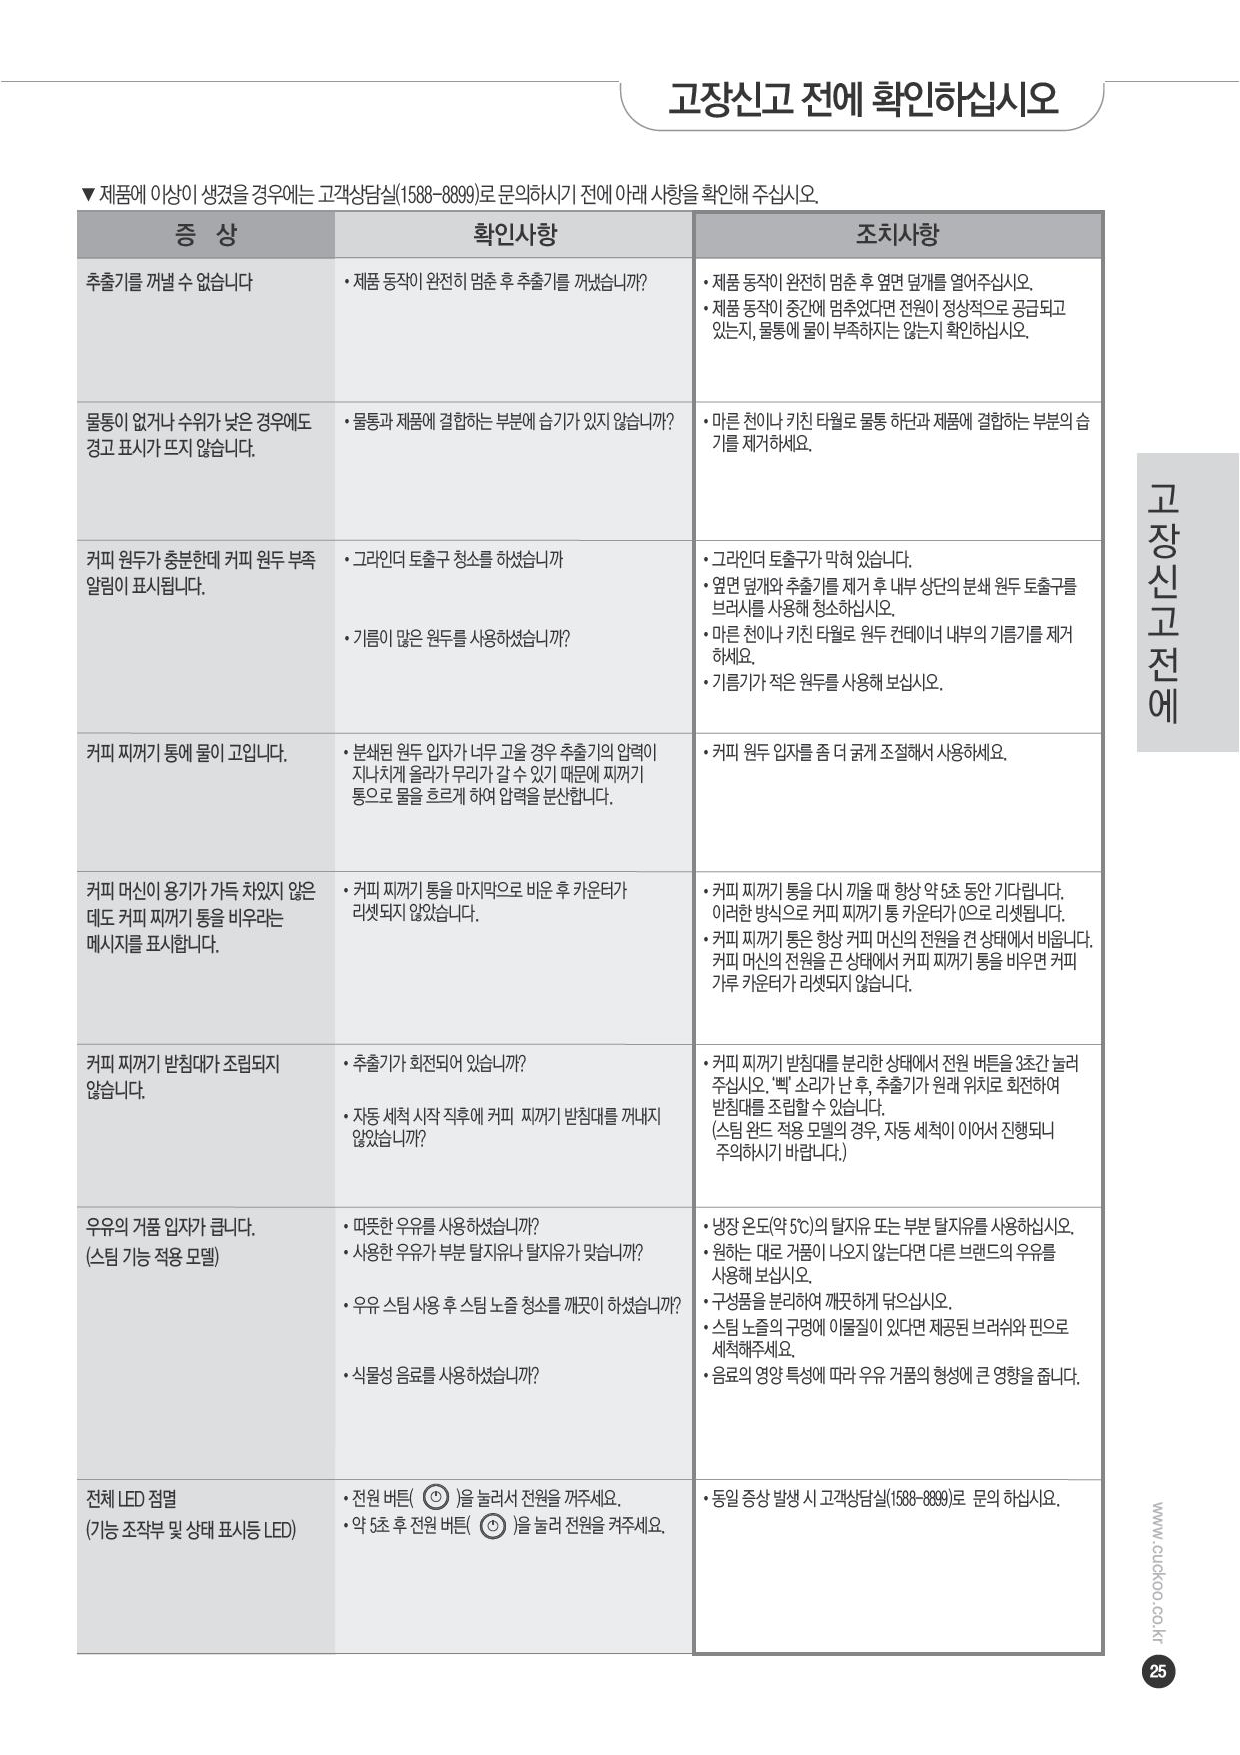 고장신고 전에 확인하십시오
▼ 제품에 이상이 생겼을 경우에는 고객상담실(1588-8899)로 문의하시기 전에 아래 사항을 확인해 주십시오.
증 상
확인사항
조치사항
추출기를 꺼낼 수 없습니다
• 제품 동작이 완전히 멈춘 후 추출기를 꺼냈습니까?
• 제품 동작이 완전히 멈춘 후 옆면 덮개를 열어주십시오.
• 제품 동작이 중간에 멈추었다면 전원이 정상적으로 공급되고
있는지, 물통에 물이 부족하지는 않는지 확인하십시오.
물통이 없거나 수위가 낮은 경우에도
경고 표시가 뜨지 않습니다.
• 물통과 제품에 결합하는 부분에 습기가 있지 않습니까?
• 마른 천이나 키친 타월로 물통 하단과 제품에 결합하는 부분의 습
기를 제거하세요.
커피 원두가 충분한데 커피 원두 부족
알림이 표시됩니다.
• 그라인더 토출구 청소를 하셨습니까
• 기름이 많은 원두를 사용하셨습니까?
• 그라인더 토출구가 막혀 있습니다.
• 옆면 덮개와 추출기를 제거 후 내부 상단의 분쇄 원두 토출구를
브러시를 사용해 청소하십시오.
• 마른 천이나 키친 타월로 원두 컨테이너 내부의 기름기를 제거
하세요.
• 기름기가 적은 원두를 사용해 보십시오.
커피 찌꺼기 통에 물이 고입니다.
• 분쇄된 원두 입자가 너무 고울 경우 추출기의 압력이
지나치게 올라가 무리가 갈 수 있기 때문에 찌꺼기
통으로 물을 흐르게 하여 압력을 분산합니다.
• 커피 원두 입자를 좀 더 굵게 조절해서 사용하세요.
커피 머신이 용기가 가득 차있지 않은
데도 커피 찌꺼기 통을 비우라는
메시지를 표시합니다.
• 커피 찌꺼기 통을 마지막으로 비운 후 카운터가
리셋되지 않았습니다.
• 커피 찌꺼기 통을 다시 끼울 때 항상 약 5초 동안 기다립니다.
이러한 방식으로 커피 찌꺼기 통 카운터가 0으로 리셋됩니다.
• 커피 찌꺼기 통은 항상 커피 머신의 전원을 켠 상태에서 비웁니다.
커피 머신의 전원을 끈 상태에서 커피 찌꺼기 통을 비우면 커피
가루 카운터가 리셋되지 않습니다.
커피 찌꺼기 받침대가 조립되지
않습니다.
• 추출기가 회전되어 있습니까?
• 자동 세척 시작 직후에 커피 찌꺼기 받침대를 꺼내지
않았습니까?
• 커피 찌꺼기 받침대를 분리한 상태에서 전원 버튼을 3초간 눌러
주십시오. ‘삑’ 소리가 난 후, 추출기가 원래 위치로 회전하여
받침대를 조립할 수 있습니다.
(스팀 완드 적용 모델의 경우, 자동 세척이 이어서 진행되니
주의하시기 바랍니다.)
우유의 거품 입자가 큽니다.
(스팀 기능 적용 모델)
• 따뜻한 우유를 사용하셨습니까?
• 사용한 우유가 부분 탈지유나 탈지유가 맞습니까?
• 우유 스팀 사용 후 스팀 노즐 청소를 깨끗이 하셨습니까?
• 식물성 음료를 사용하셨습니까?
• 냉장 온도(약 5℃)의 탈지유 또는 부분 탈지유를 사용하십시오.
• 원하는 대로 거품이 나오지 않는다면 다른 브랜드의 우유를
사용해 보십시오.
• 구성품을 분리하여 깨끗하게 닦으십시오.
• 스팀 노즐의 구멍에 이물질이 있다면 제공된 브러쉬와 핀으로
세척해주세요.
• 음료의 영양 특성에 따라 우유 거품의 형성에 큰 영향을 줍니다.
전체 LED 점멸
(기능 조작부 및 상태 표시등 LED)
• 전원 버튼( )을 눌러서 전원을 꺼주세요.
• 약 5초 후 전원 버튼( )을 눌러 전원을 켜주세요.
• 동일 증상 발생 시 고객상담실(1588-8899)로 문의 하십시요.
고장신고전에
www.cuckoo.co.kr
25